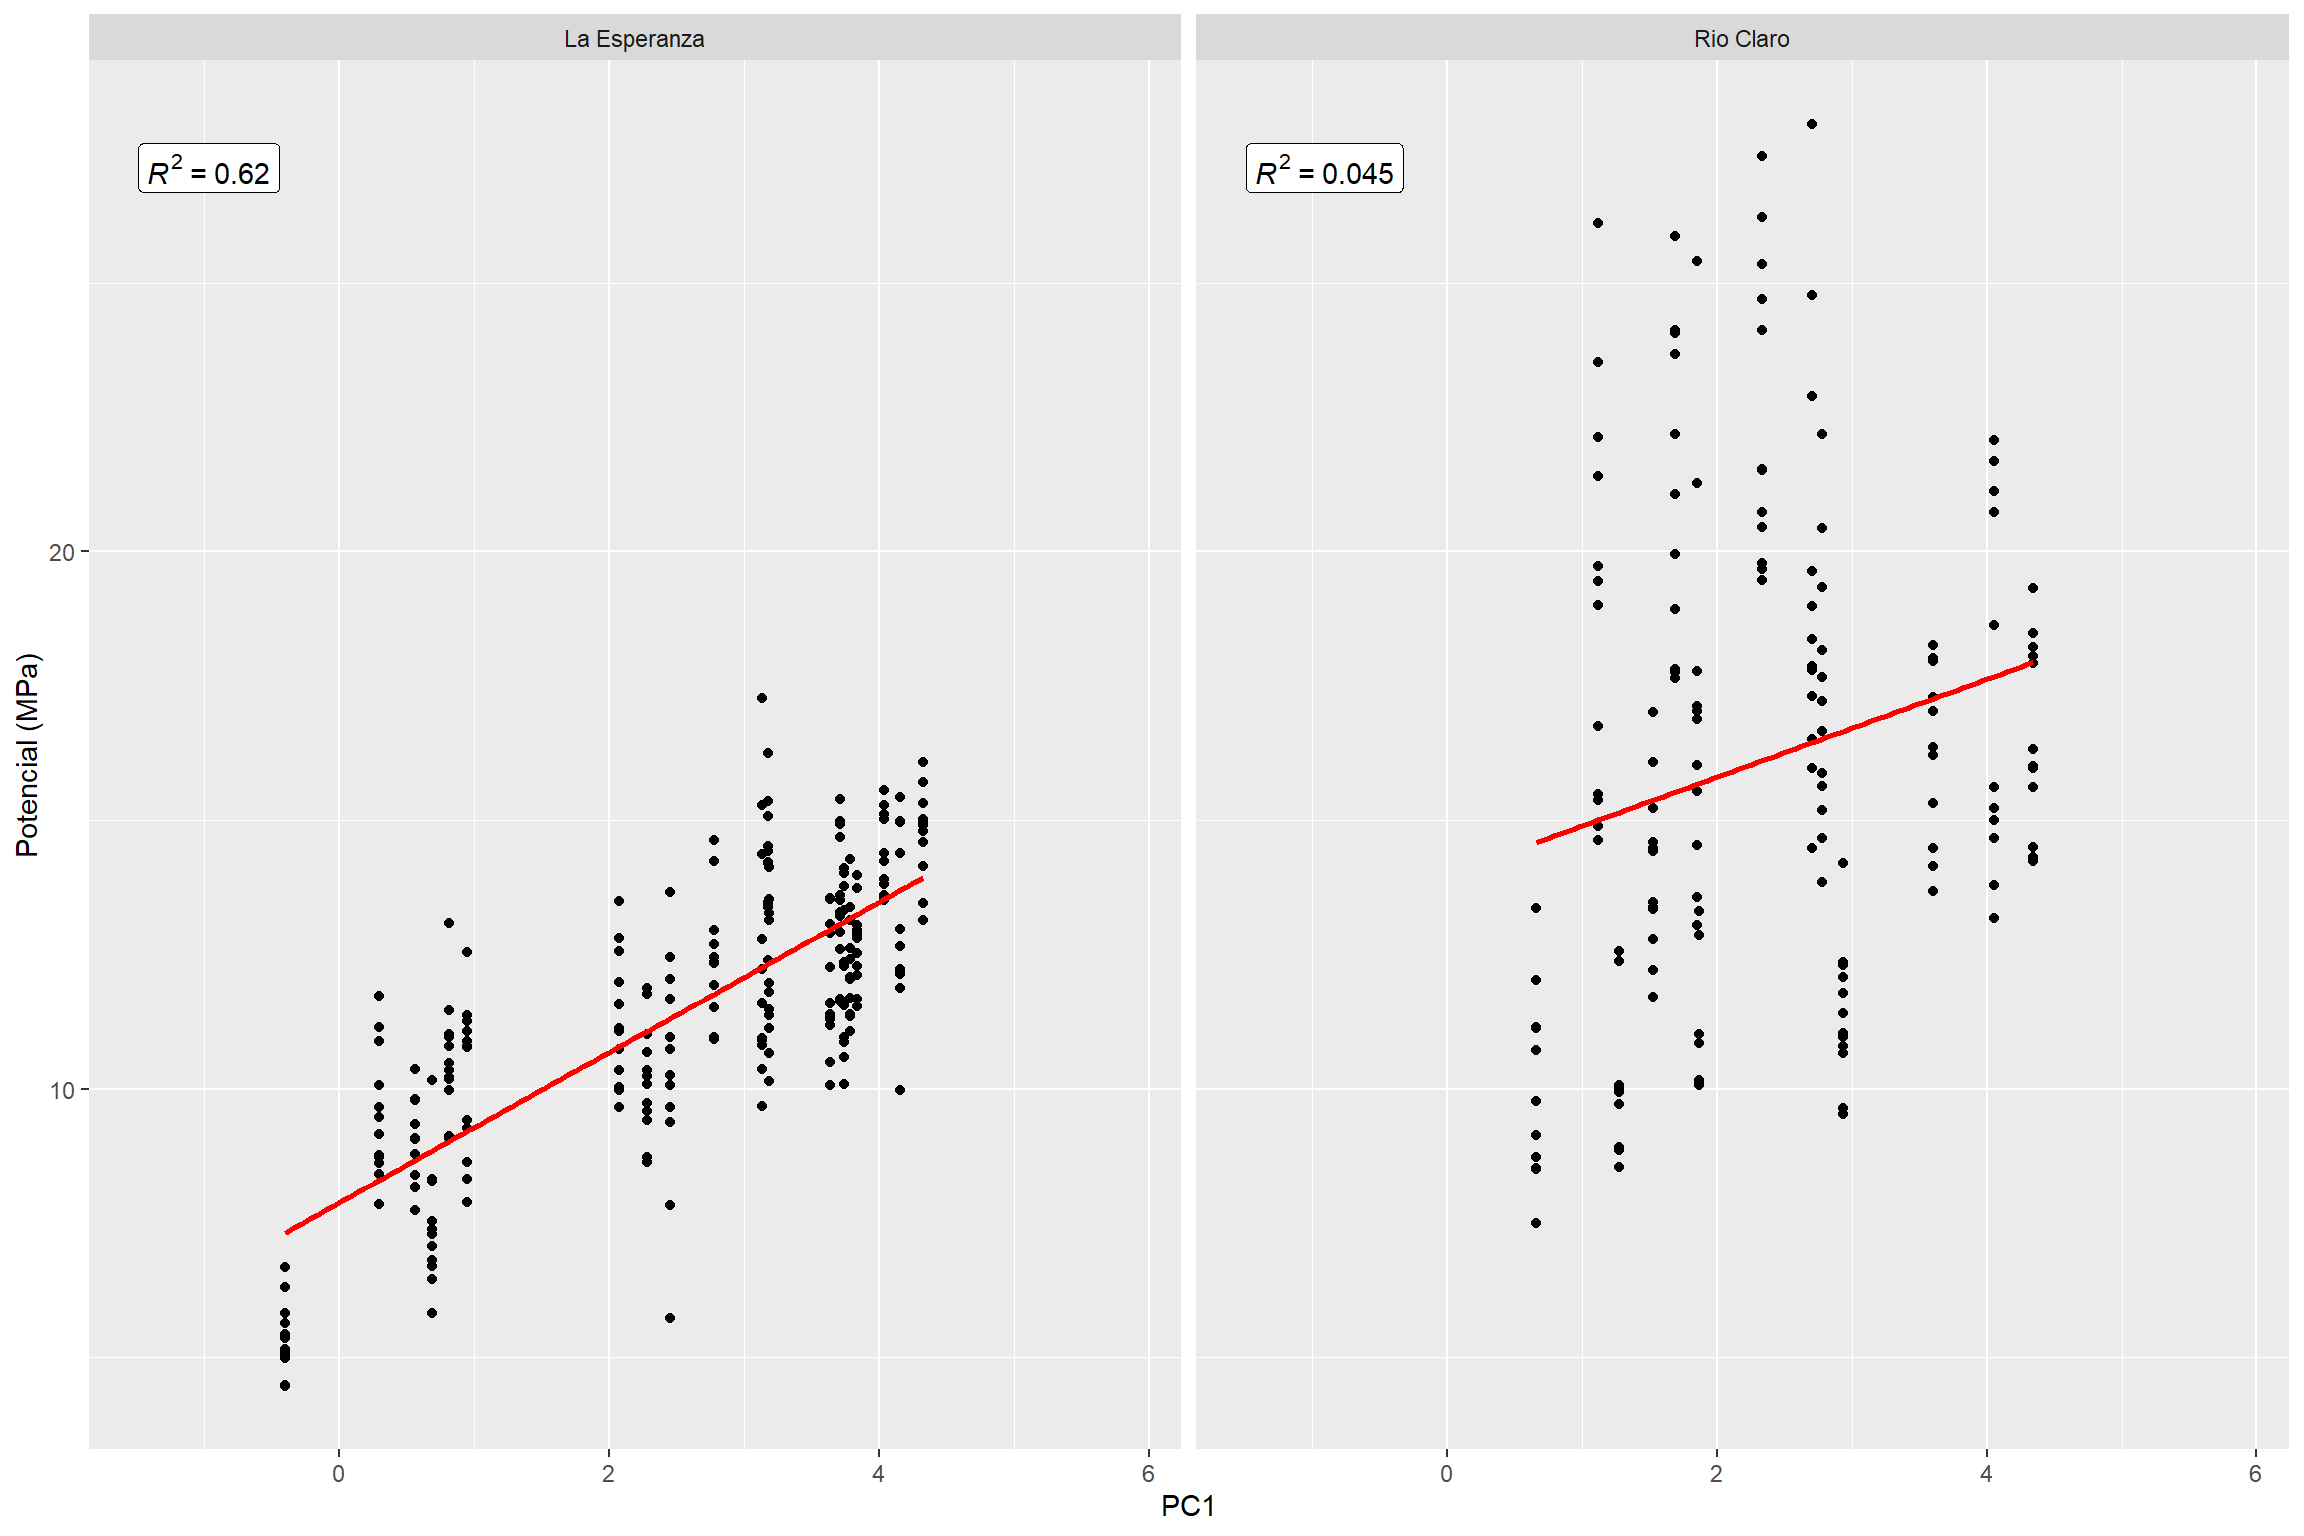 La Esperanza
Rio Claro
R² = 0.62
R² = 0.045
Potencial (MPa)
20
10
0 2 4 6
0 2 4 6
PC1